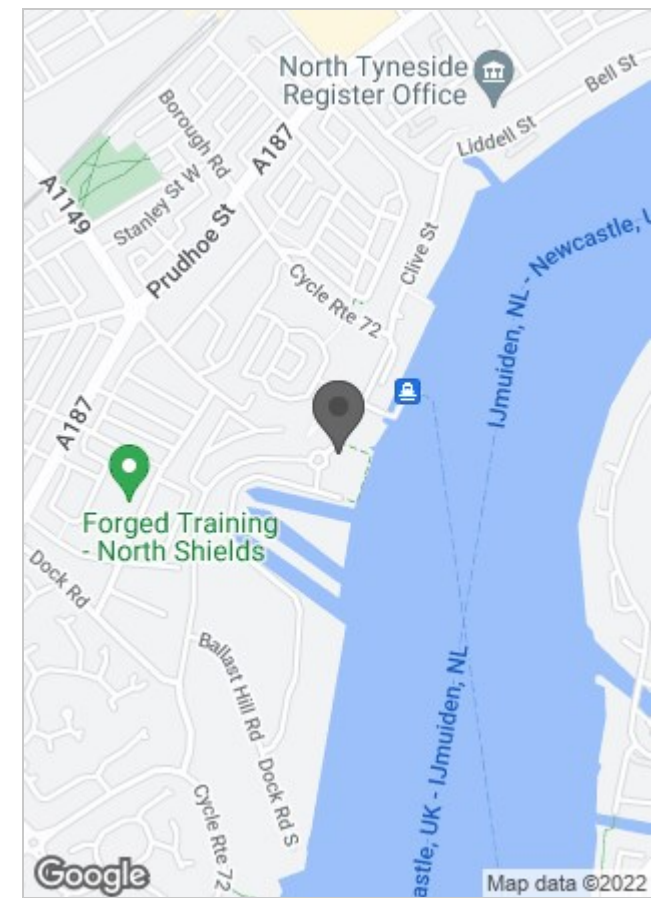 North Tyneside
Register Office
Bell St
Liddell St
Borough Rd
A187
A1149
Stanley St W
Prudhoe St
Clive St
Cycle Rte 72
IJmuiden, NL - Newcastle, U
A187
Forged Training
- North Shields
Dock Rd
Ballast Hill Rd
Dock Rd S
Cycle Rte 72
astle, UK - IJmuiden, NL
Google
Map data ©2022